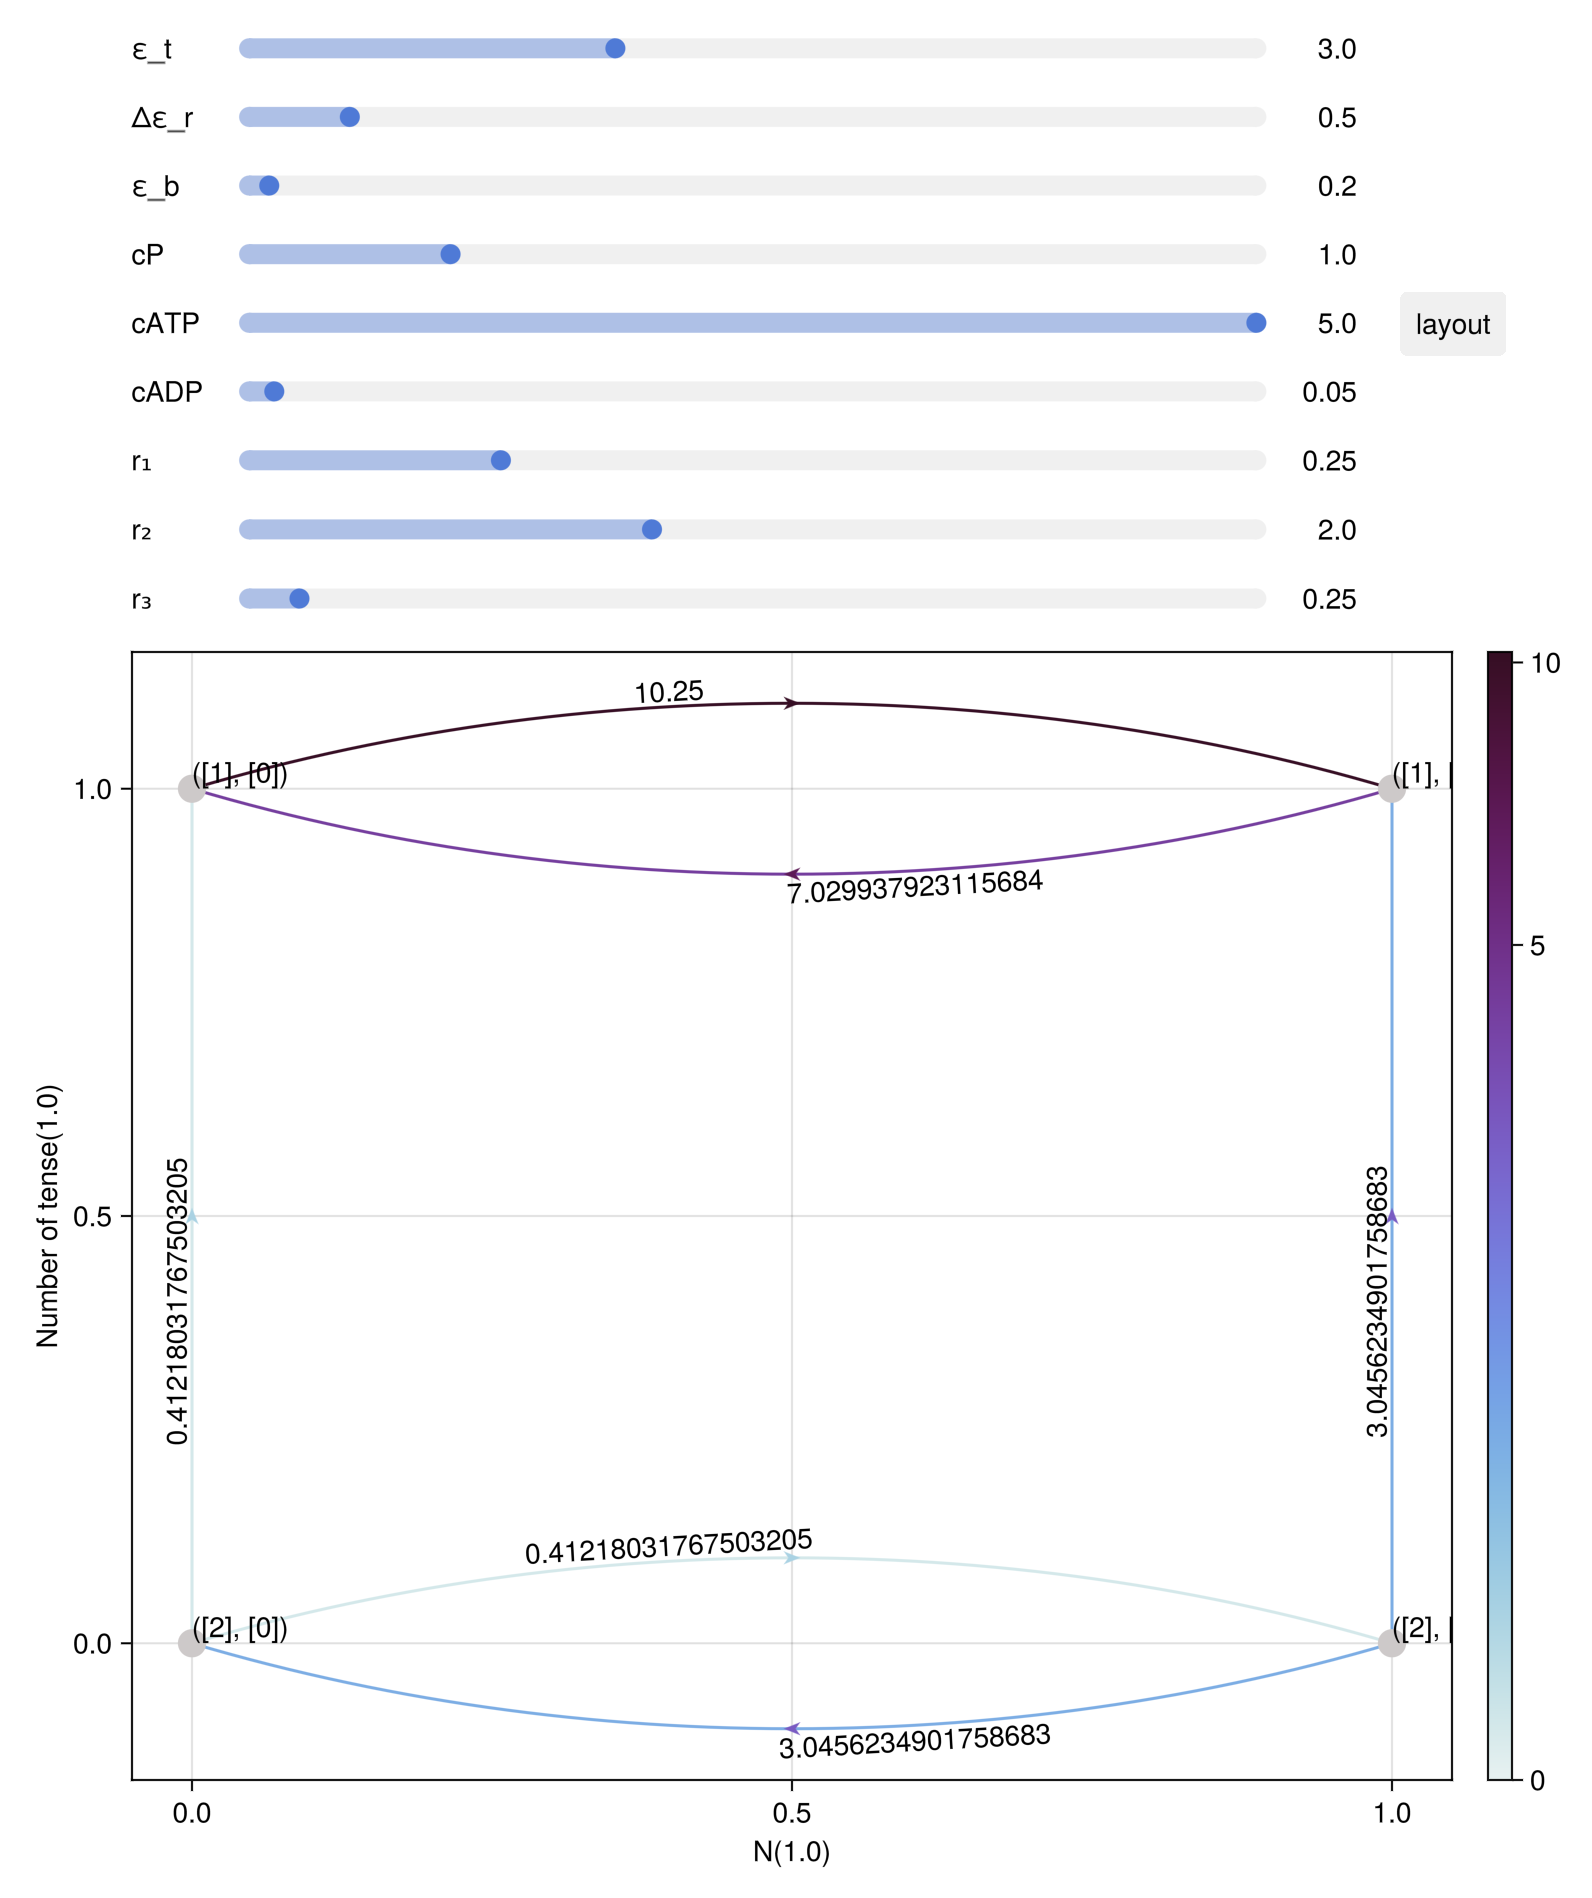 ε_t 3.0
Δε_r 0.5
ε_b 0.2
cP 1.0
cATP 5.0
layout
cADP 0.05
r₁ 0.25
r₂ 2.0
r₃ 0.25
10
10.25
([1], [0])
([1], [
1.0
7.029937923115684
5
Number of tense(1.0)
0.5
0.41218031767503205
3.0456234901758683
0.41218031767503205
([2], [0])
([2], [
0.0
3.0456234901758683
0
0.0 0.5 1.0
N(1.0)